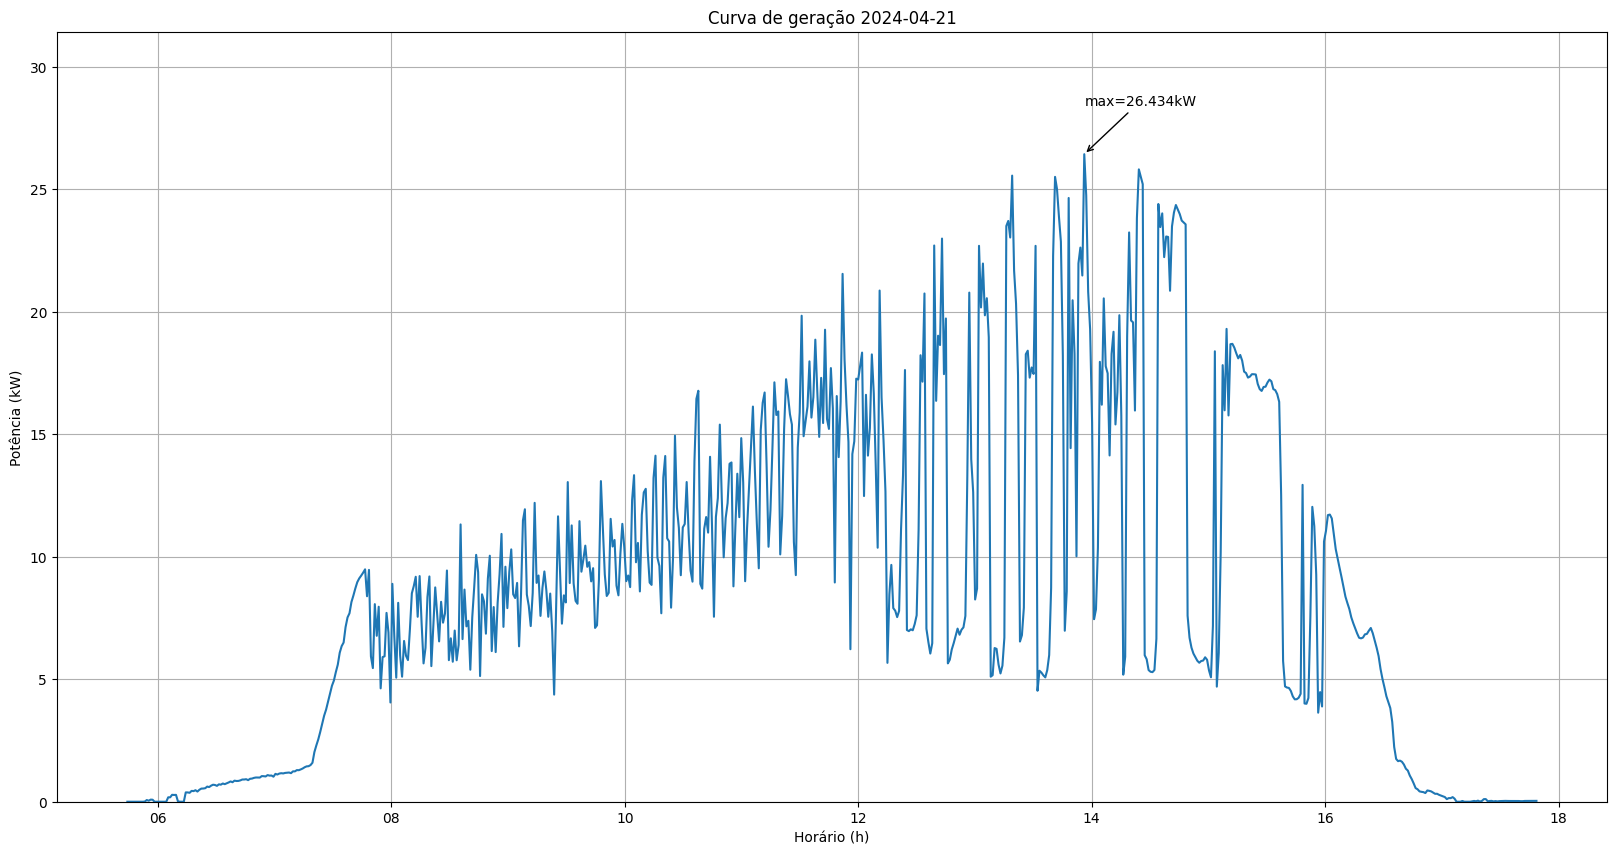 Curva de geração 2024-04-21
Potência (kW)
30
25
20
15
10
5
0
max=26.434kW
06 08 10 12 14 16 18
Horário (h)